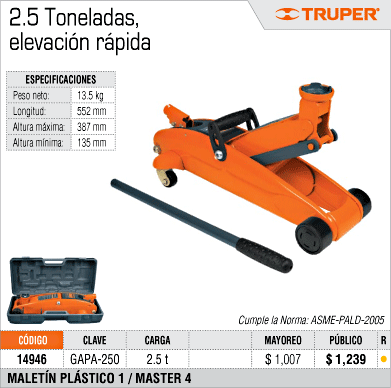 2.5 Toneladas,
elevación rápida
TRUPER®
ESPECIFICACIONES
Peso neto: 13.5 kg
Longitud: 552 mm
Altura máxima: 387 mm
Altura mínima: 135 mm
Cumple la Norma: ASME-PALD-2005
CÓDIGO CLAVE CARGA MAYOREO PÚBLICO R
14946 GAPA-250 2.5 t $ 1,007 $ 1,239
MALETÍN PLÁSTICO 1 / MASTER 4